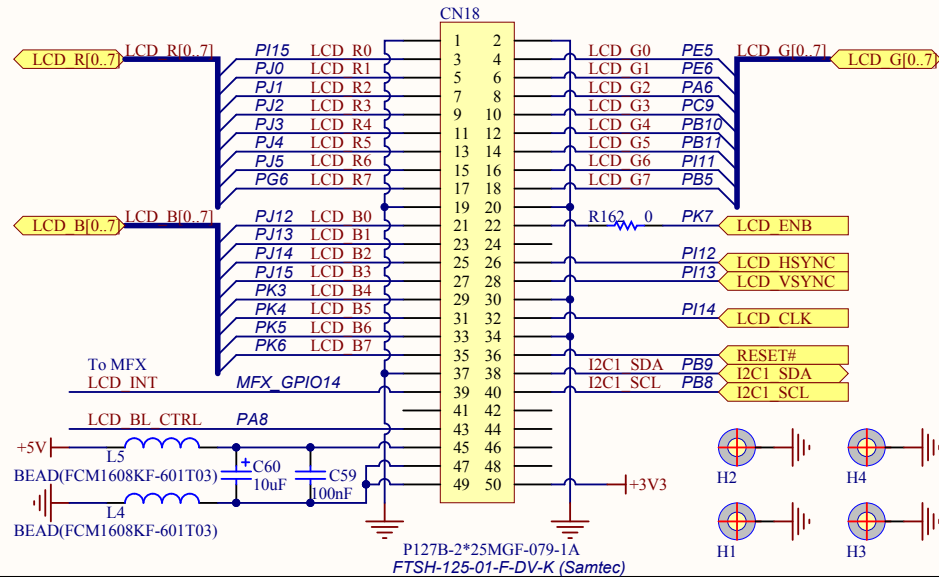 CN18
1 2
LCD_R[0..7] LCD_R[0..7] PI15 LCD_R0 3 4 LCD_G0 PE5 LCD_G[0..7] LCD_G[0..7]
PJ0 LCD_R1 5 6 LCD_G1 PE6
PJ1 LCD_R2 7 8 LCD_G2 PA6
PJ2 LCD_R3 9 10 LCD_G3 PC9
PJ3 LCD_R4 11 12 LCD_G4 PB10
PJ4 LCD_R5 13 14 LCD_G5 PB11
PJ5 LCD_R6 15 16 LCD_G6 PI11
PG6 LCD_R7 17 18 LCD_G7 PB5
19 20
LCD_B[0..7] LCD_B[0..7] PJ12 LCD_B0 21 22 R162 0 PK7 LCD_ENB
PJ13 LCD_B1 23 24
PJ14 LCD_B2 25 26 PI12 LCD_HSYNC
PJ15 LCD_B3 27 28 PI13 LCD_VSYNC
PK3 LCD_B4 29 30
PK4 LCD_B5 31 32 PI14 LCD_CLK
PK5 LCD_B6 33 34
PK6 LCD_B7 35 36 RESET#
To MFX 37 38 I2C1_SDA PB9 I2C1_SDA
LCD_INT MFX_GPIO14 39 40 I2C1_SCL PB8 I2C1_SCL
41 42
LCD_BL_CTRL PA8 43 44
+5V 45 46
L5
BEAD(FCM1608KF-601T03) + C60 10uF C59 100nF 47 48 H2 H4
49 50 +3V3
L4
BEAD(FCM1608KF-601T03)
P127B-2*25MGF-079-1A H1 H3
FTSH-125-01-F-DV-K (Samtec)